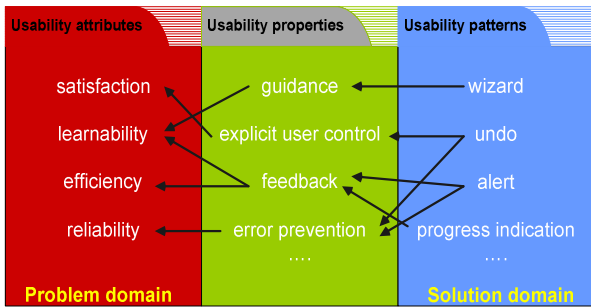 Usability attributes Usability properties Usability patterns
satisfaction guidance wizard
learnability explicit user control undo
efficiency feedback alert
reliability error prevention progress indication
.... ....
Problem domain Solution domain